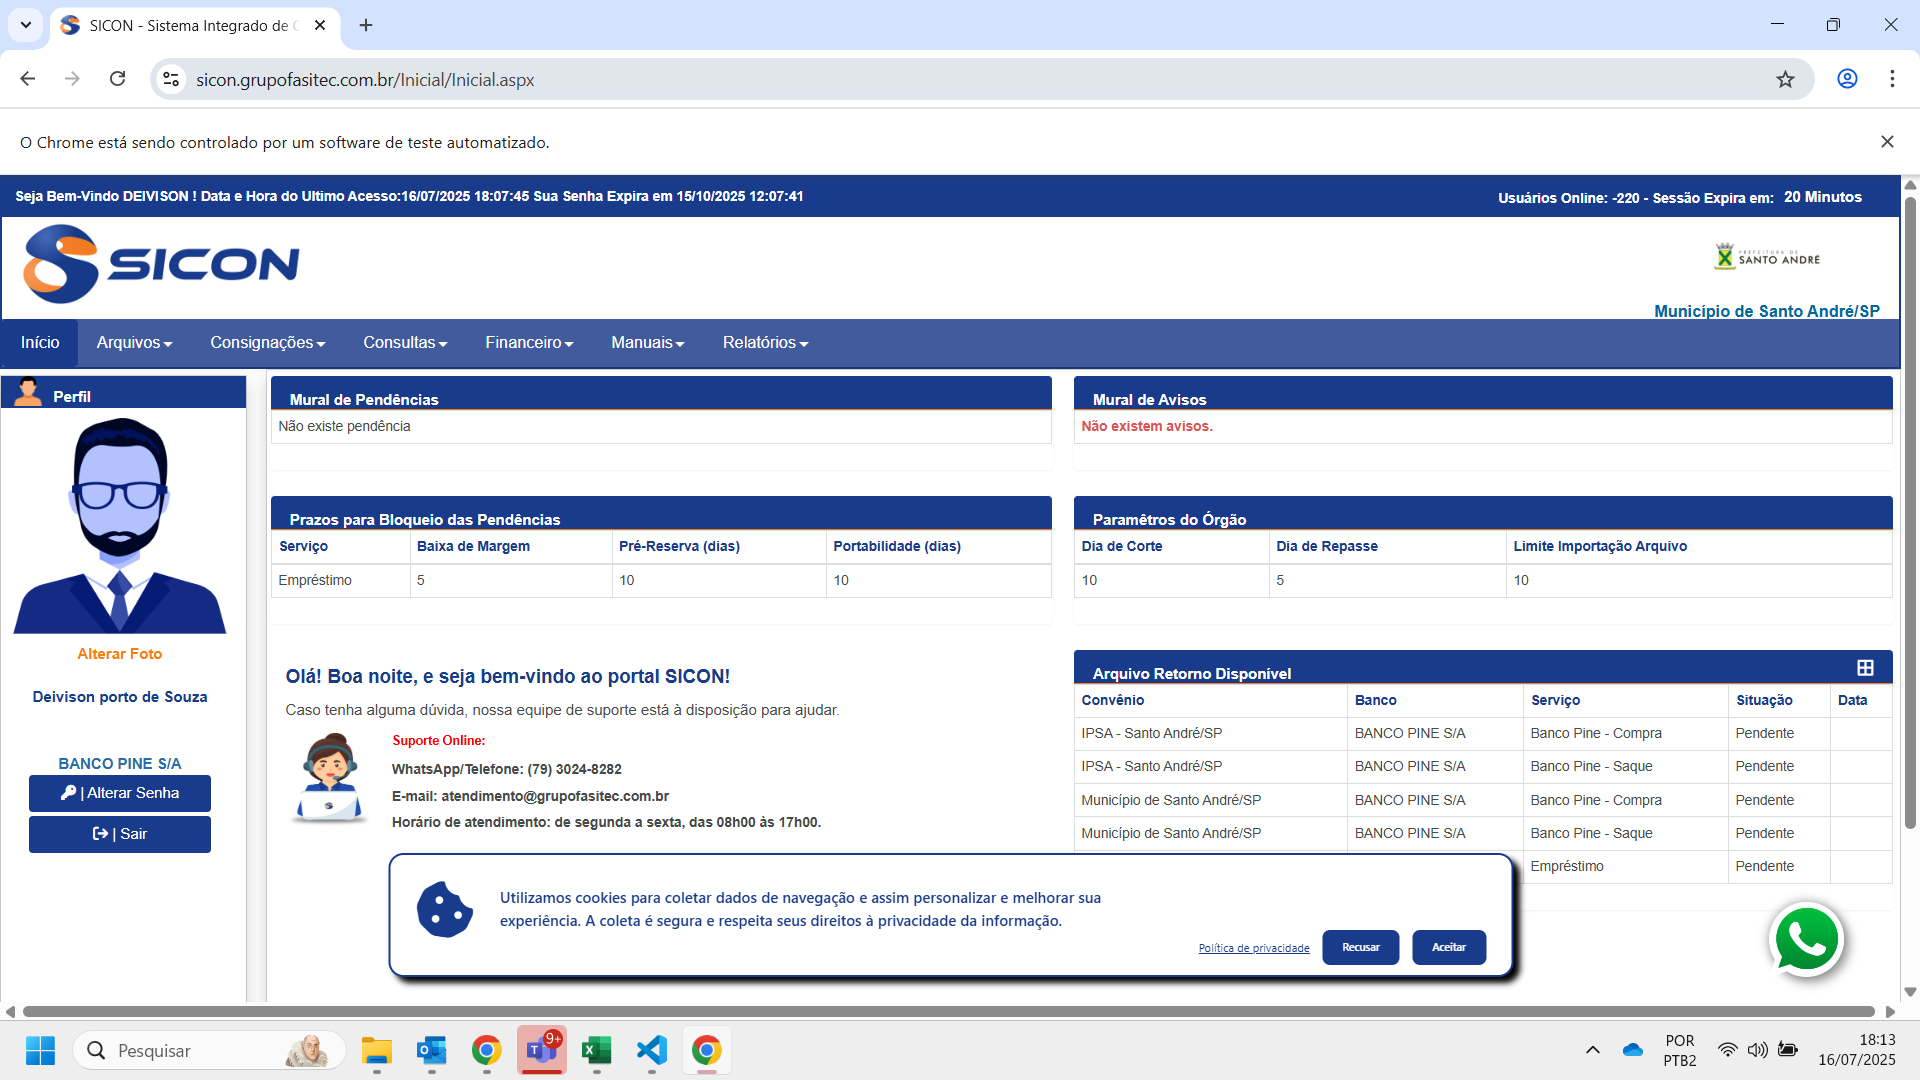 SICON - Sistema Integrado de C
sicon.grupofasitec.com.br/Inicial/Inicial.aspx
O Chrome está sendo controlado por um software de teste automatizado.
Seja Bem-Vindo DEIVISON ! Data e Hora do Ultimo Acesso:16/07/2025 18:07:45 Sua Senha Expira em 15/10/2025 12:07:41
Usuários Online: -220 - Sessão Expira em: 20 Minutos
SICON
PREFEITURA DE
SANTO ANDRÉ
Município de Santo André/SP
Início Arquivos Consignações Consultas Financeiro Manuais Relatórios
Perfil
Alterar Foto
Deivison porto de Souza
BANCO PINE S/A
| Alterar Senha
| Sair
Mural de Pendências
Não existe pendência
Mural de Avisos
Não existem avisos.
Prazos para Bloqueio das Pendências
Serviço Baixa de Margem Pré-Reserva (dias) Portabilidade (dias)
Empréstimo 5 10 10
Paramêtros do Órgão
Dia de Corte Dia de Repasse Limite Importação Arquivo
10 5 10
Olá! Boa noite, e seja bem-vindo ao portal SICON!
Caso tenha alguma dúvida, nossa equipe de suporte está à disposição para ajudar.
Suporte Online:
WhatsApp/Telefone: (79) 3024-8282
E-mail: atendimento@grupofasitec.com.br
Horário de atendimento: de segunda a sexta, das 08h00 às 17h00.
Arquivo Retorno Disponível
Convênio Banco Serviço Situação Data
IPSA - Santo André/SP BANCO PINE S/A Banco Pine - Compra Pendente
IPSA - Santo André/SP BANCO PINE S/A Banco Pine - Saque Pendente
Município de Santo André/SP BANCO PINE S/A Banco Pine - Compra Pendente
Município de Santo André/SP BANCO PINE S/A Banco Pine - Saque Pendente
Empréstimo Pendente
Utilizamos cookies para coletar dados de navegação e assim personalizar e melhorar sua
experiência. A coleta é segura e respeita seus direitos à privacidade da informação.
Política de privacidade Recusar Aceitar
Pesquisar
9+
POR
PTB2
18:13
16/07/2025